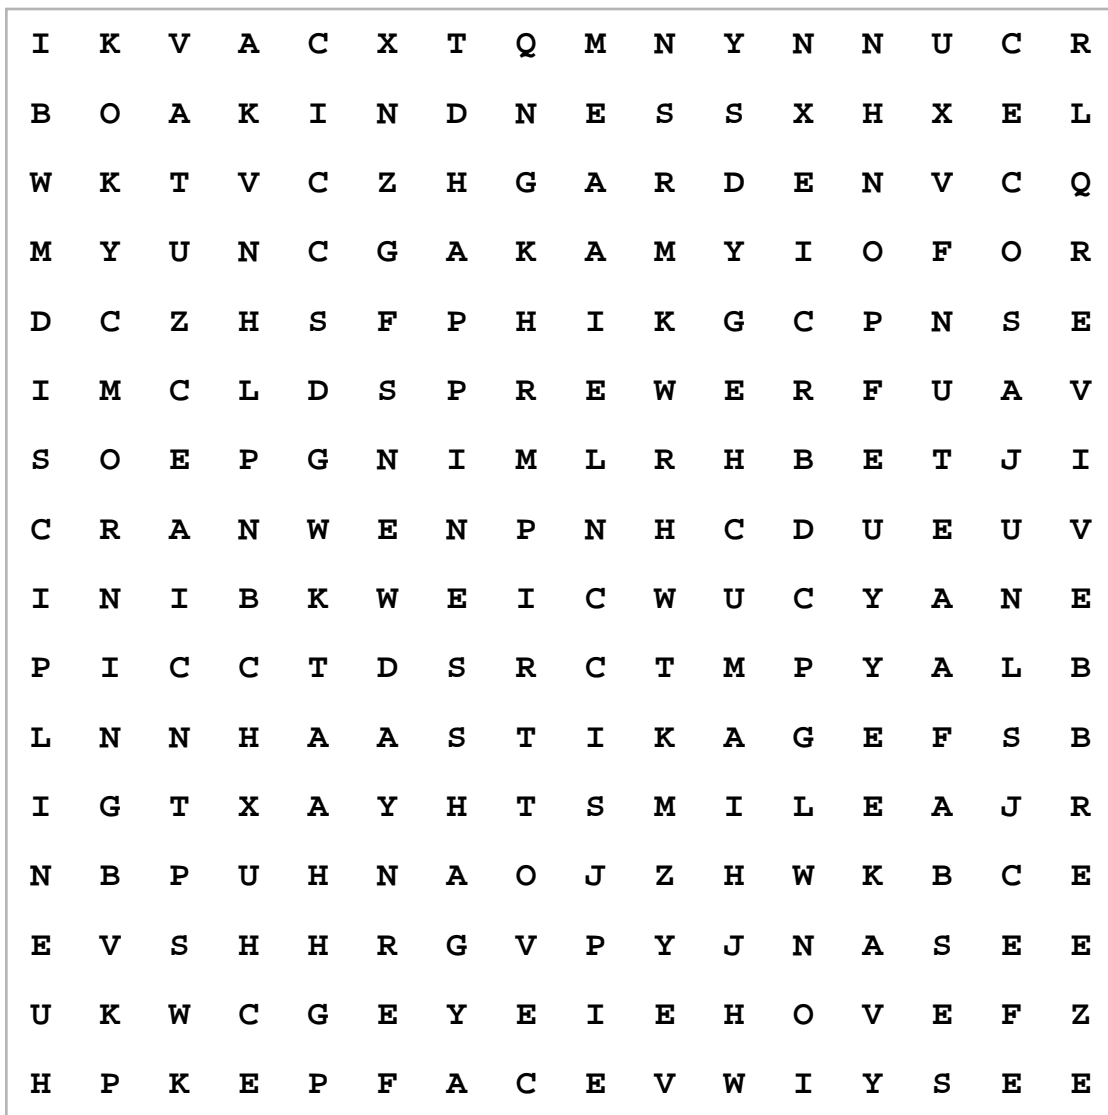 I K V A C X T Q M N Y N N U C R
B O A K I N D N E S S X H X E L
W K T V C Z H G A R D E N V C Q
M Y U N C G A K A M Y I O F O R
D C Z H S F P H I K G C P N S E
I M C L D S P R E W E R F U A V
S O E P G N I M L R H B E T J I
C R A N W E N P N H C D U E U V
I N I B K W E I C W U C Y A N E
P I C C T D S R C T M P Y A L B
L N N H A A S T I K A G E F S B
I G T X A Y H T S M I L E A J R
N B P U H N A O J Z H W K B C E
E V S H H R G V P Y J N A S E E
U K W C G E Y E I E H O V E F Z
H P K E P F A C E V W I Y S E E